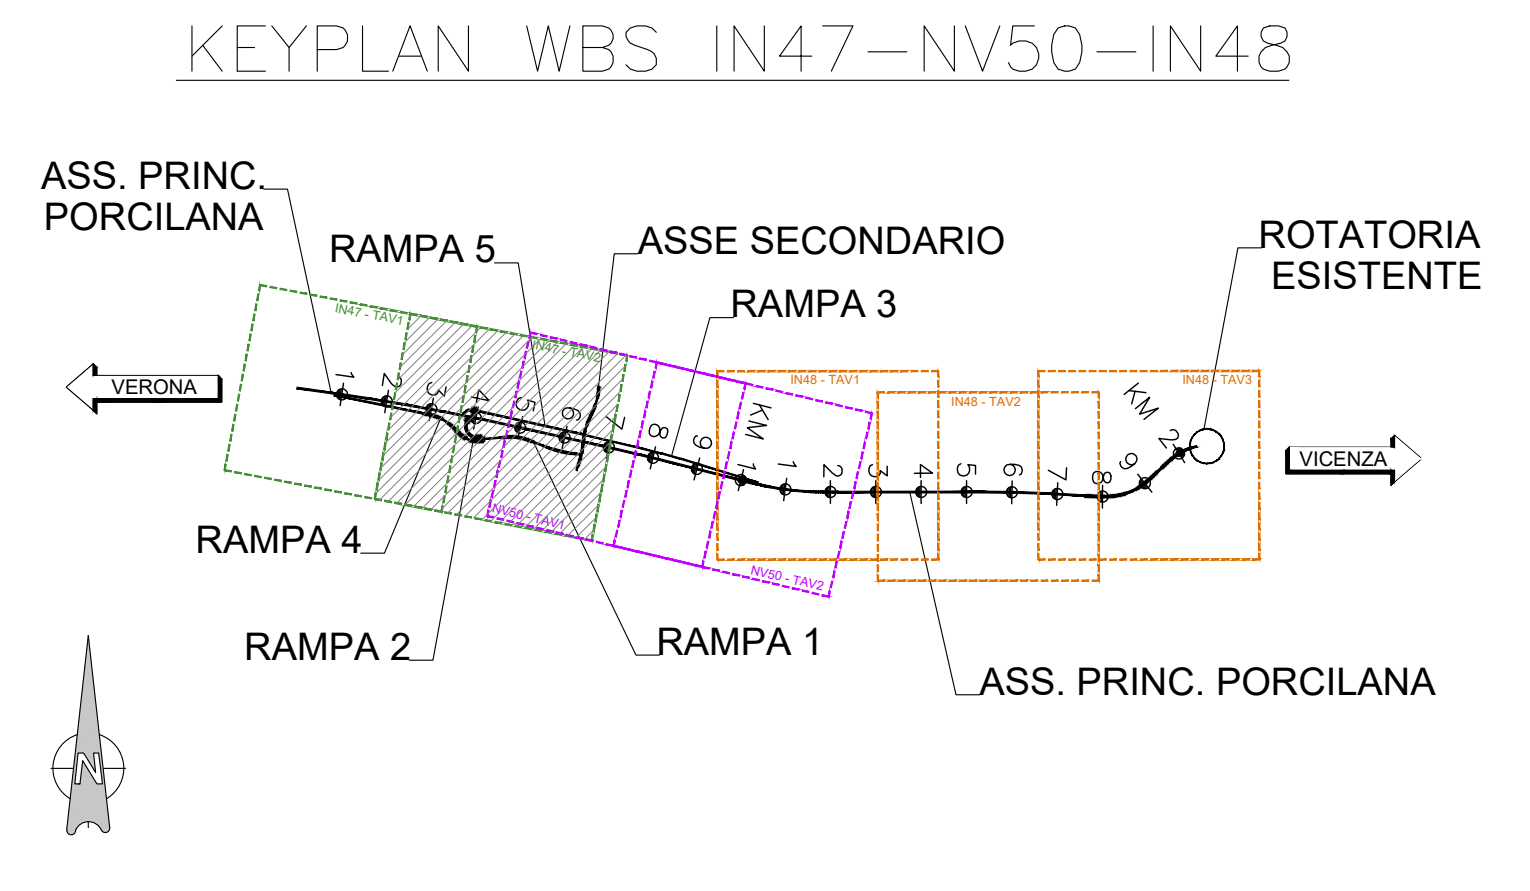 KEYPLAN WBS IN47-NV50-IN48
ASS. PRINC.
PORCILANA
RAMPA 5
ASSE SECONDARIO
RAMPA 3
ROTATORIA
ESISTENTE
IN47 - TAV1
IN47 - TAV2
IN48 - TAV1
IN48 - TAV2
IN48 - TAV3
VERONA
VICENZA
1 2 3 4 5 6 7 8 9 KM 1
1 2 3 4 5 6 7 8 9 KM 2
NV50 - TAV1
NV50 - TAV2
RAMPA 4
RAMPA 2
RAMPA 1
ASS. PRINC. PORCILANA
N